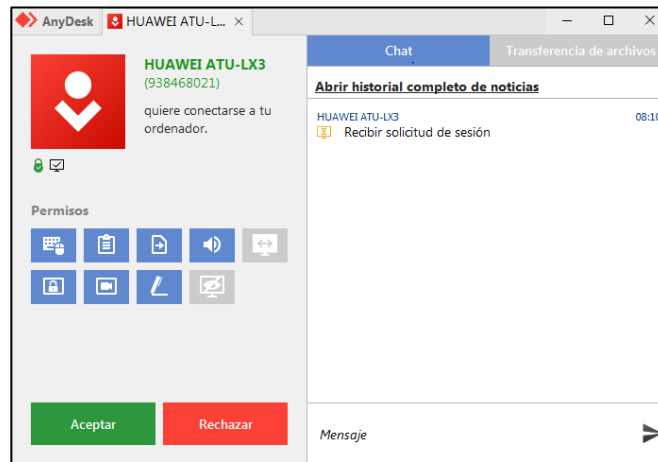 AnyDesk
HUAWEI ATU-L...
HUAWEI ATU-LX3
(938468021)
quiere conectarse a tu
ordenador.
Permisos
Aceptar
Rechazar
Chat
Transferencia de archivos
Abrir historial completo de noticias
HUAWEI ATU-LX3
08:10
Recibir solicitud de sesión
Mensaje